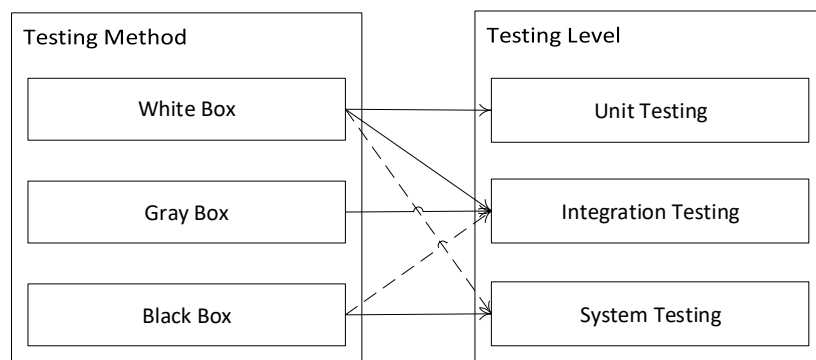 Testing Method
White Box
Gray Box
Black Box
Testing Level
Unit Testing
Integration Testing
System Testing